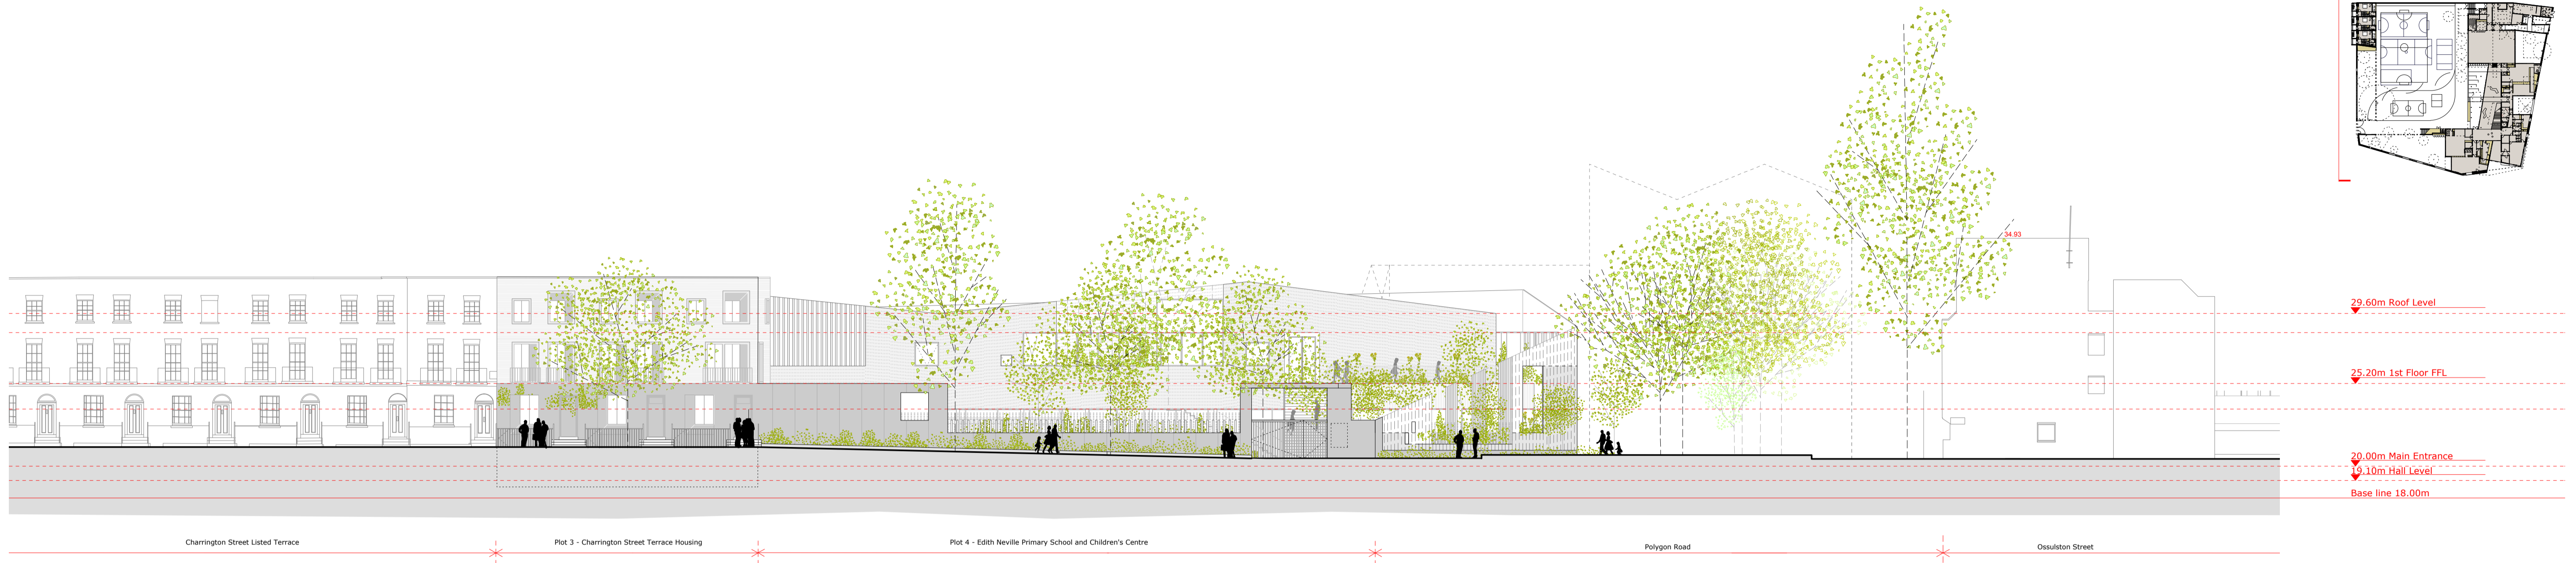 34.93
29.60m Roof Level
25.20m 1st Floor FFL
20.00m Main Entrance
19.10m Hall Level
Base line 18.00m
Charrington Street Listed Terrace
Plot 3 - Charrington Street Terrace Housing
Plot 4 - Edith Neville Primary School and Children's Centre
Polygon Road
Ossulston Street